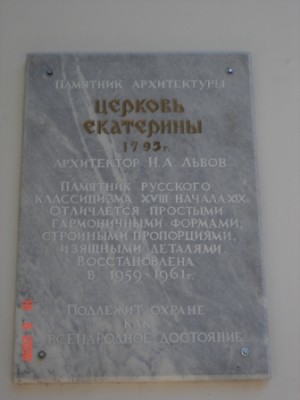 Памятник архитектуры
церковь
екатерины
1793г.
архитектор Н.А Львов
Памятник русского
классицизма XVIII начала XIX.
Отличается простыми
гармоничными формами,
стройными пропорциями,
изящными деталями
Восстановлена
в 1959-1961г.
Подлежит охране
как
всенародное достояние